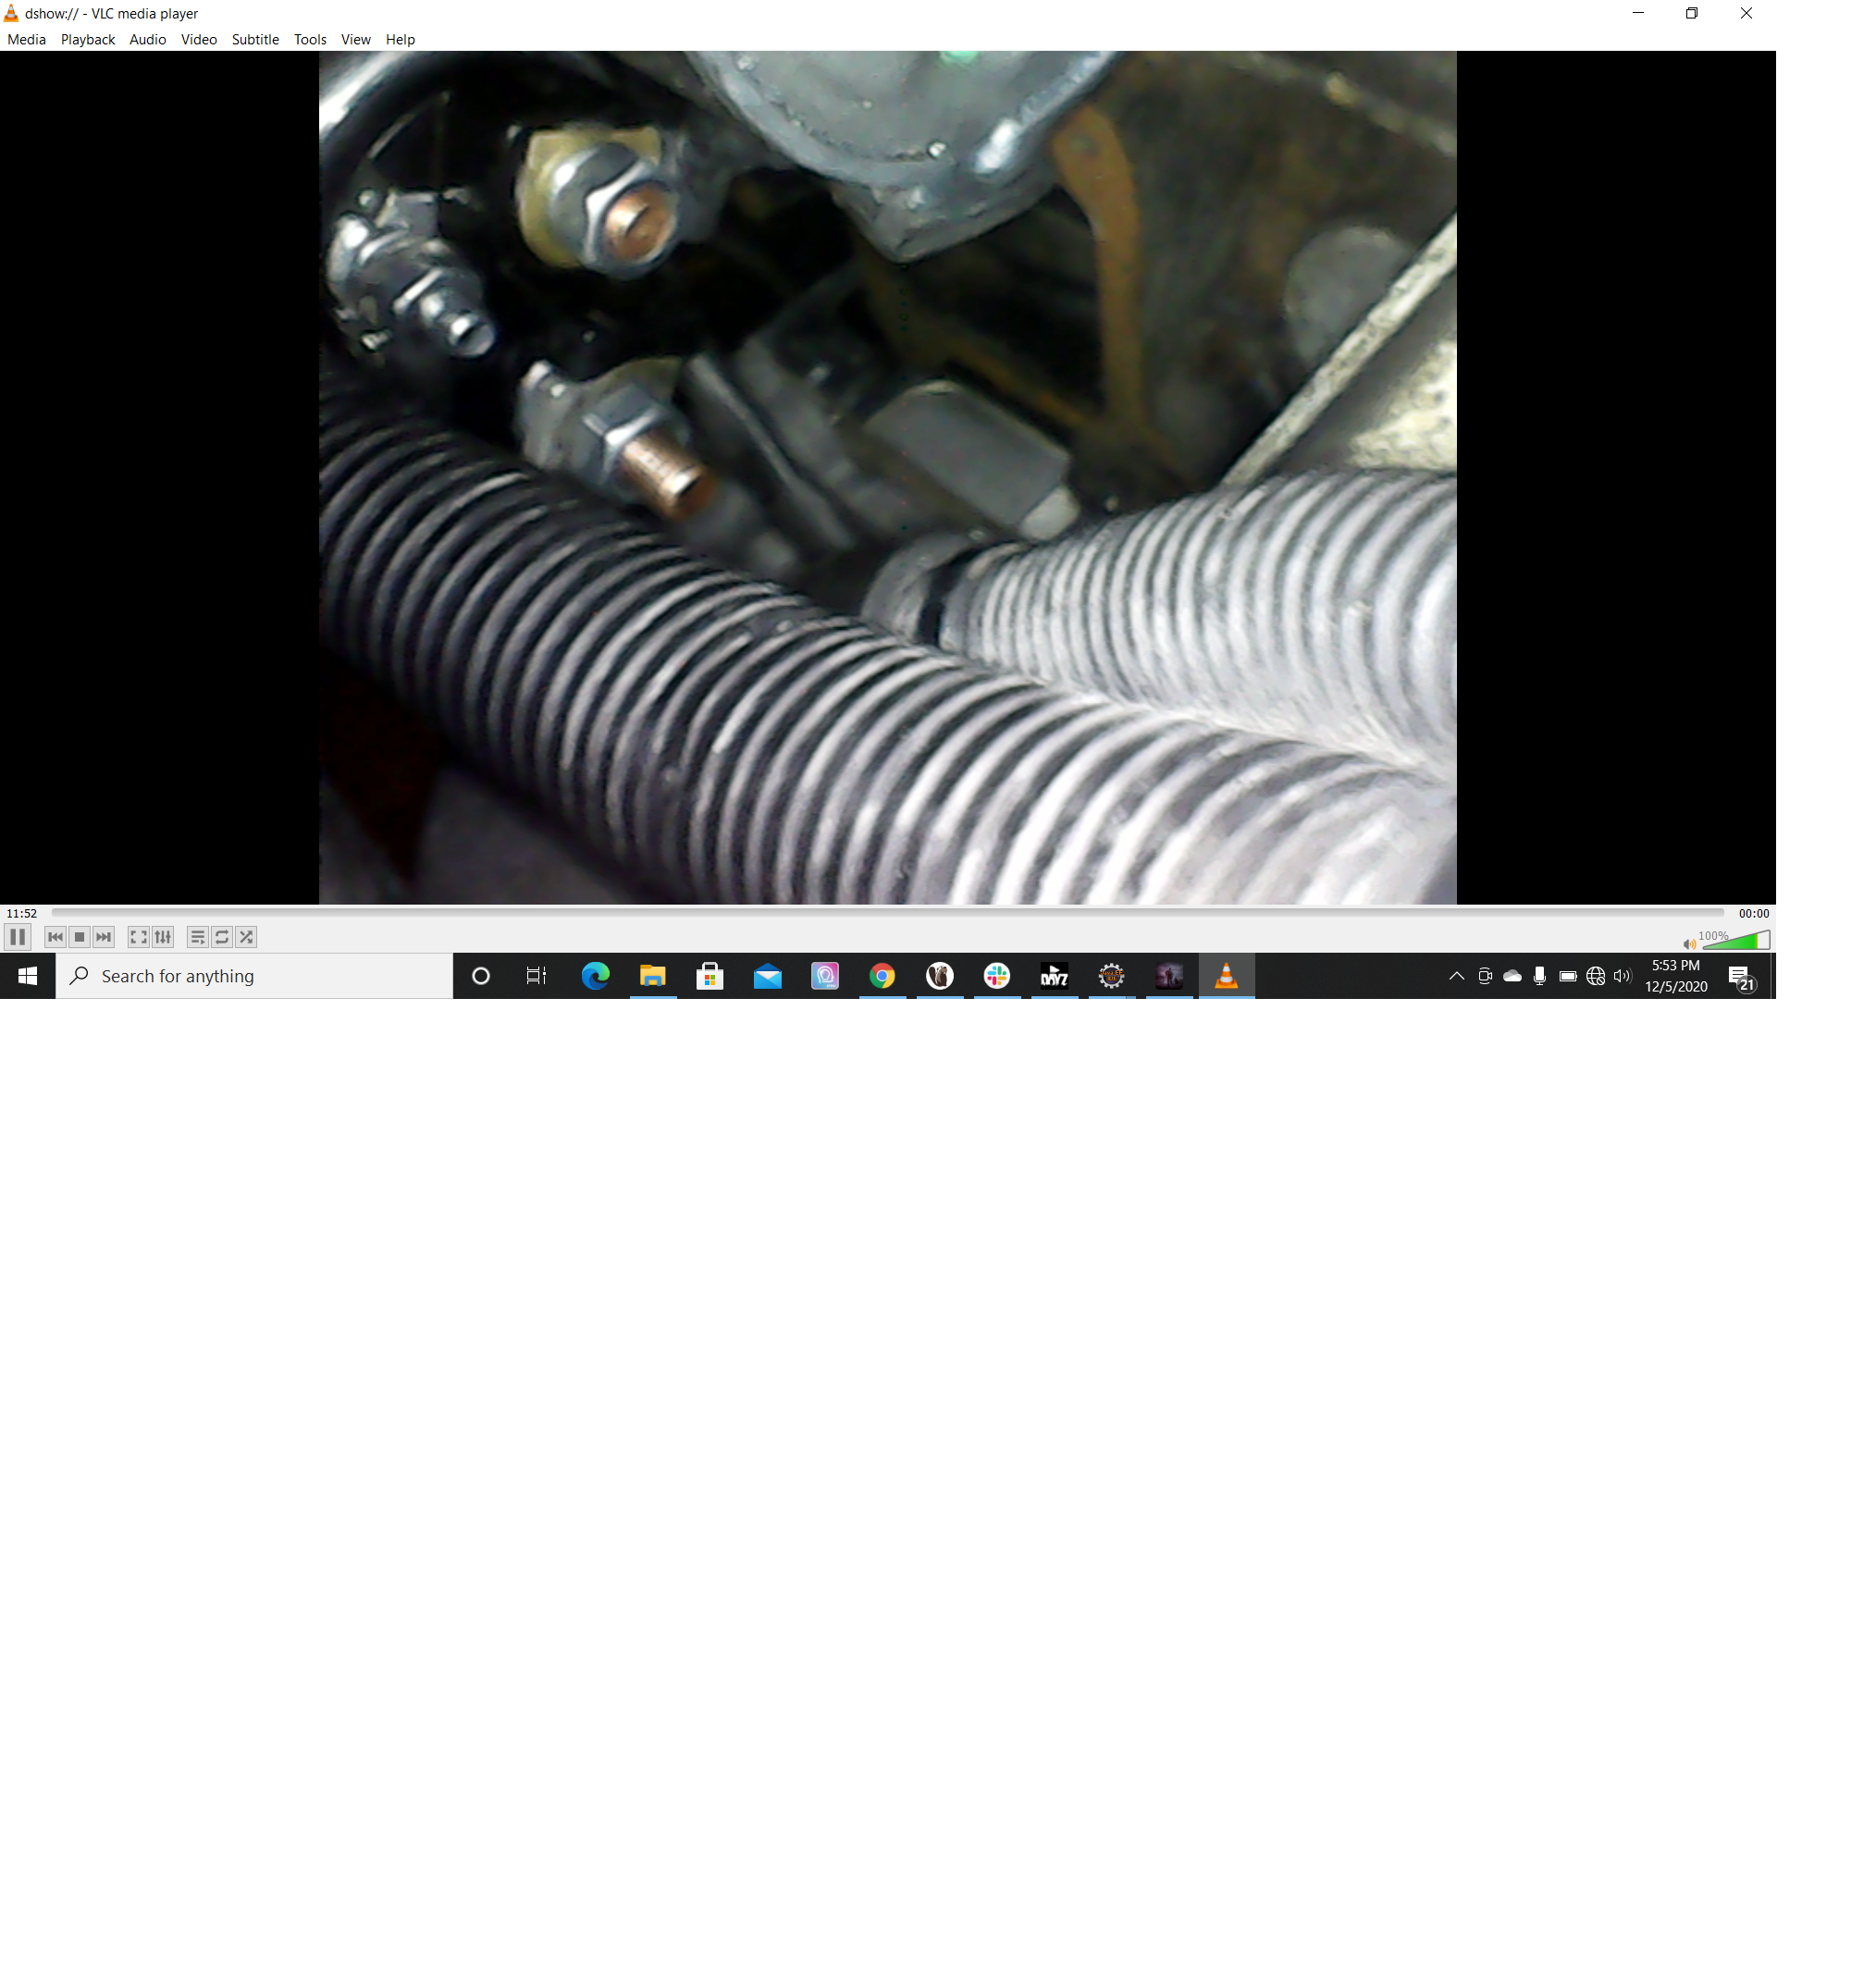 dshow:// - VLC media player
Media Playback Audio Video Subtitle Tools View Help
11:52 00:00
100%
Search for anything
DAYZ
5:53 PM
12/5/2020
21